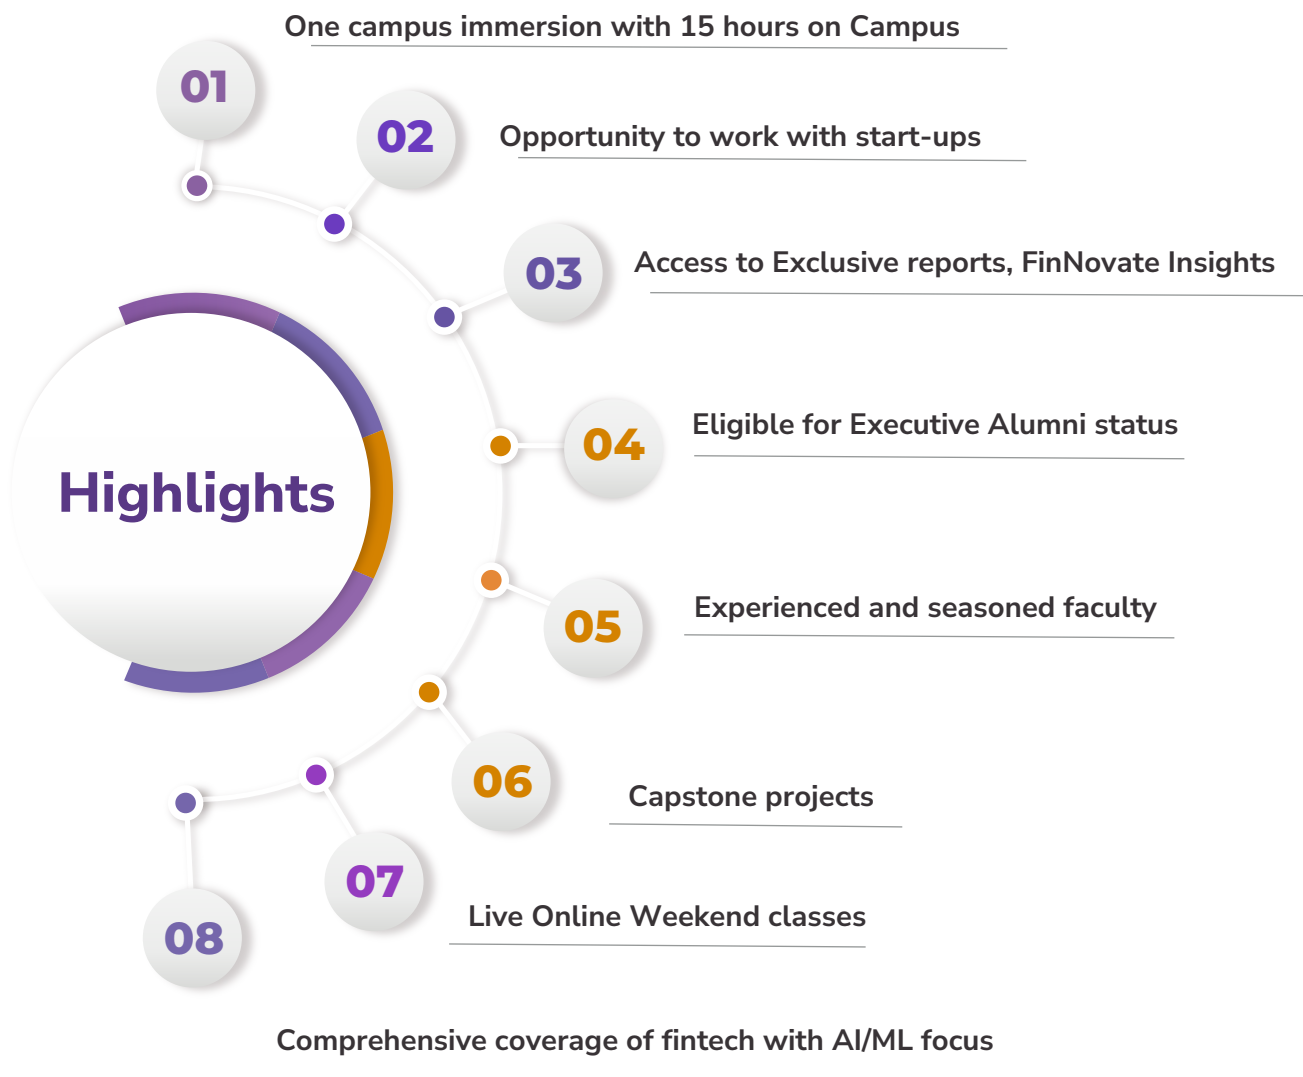 One campus immersion with 15 hours on Campus
01
02
Opportunity to work with start-ups
03
Access to Exclusive reports, FinNovate Insights
04
Eligible for Executive Alumni status
Highlights
05
Experienced and seasoned faculty
06
Capstone projects
07
Live Online Weekend classes
08
Comprehensive coverage of fintech with AI/ML focus